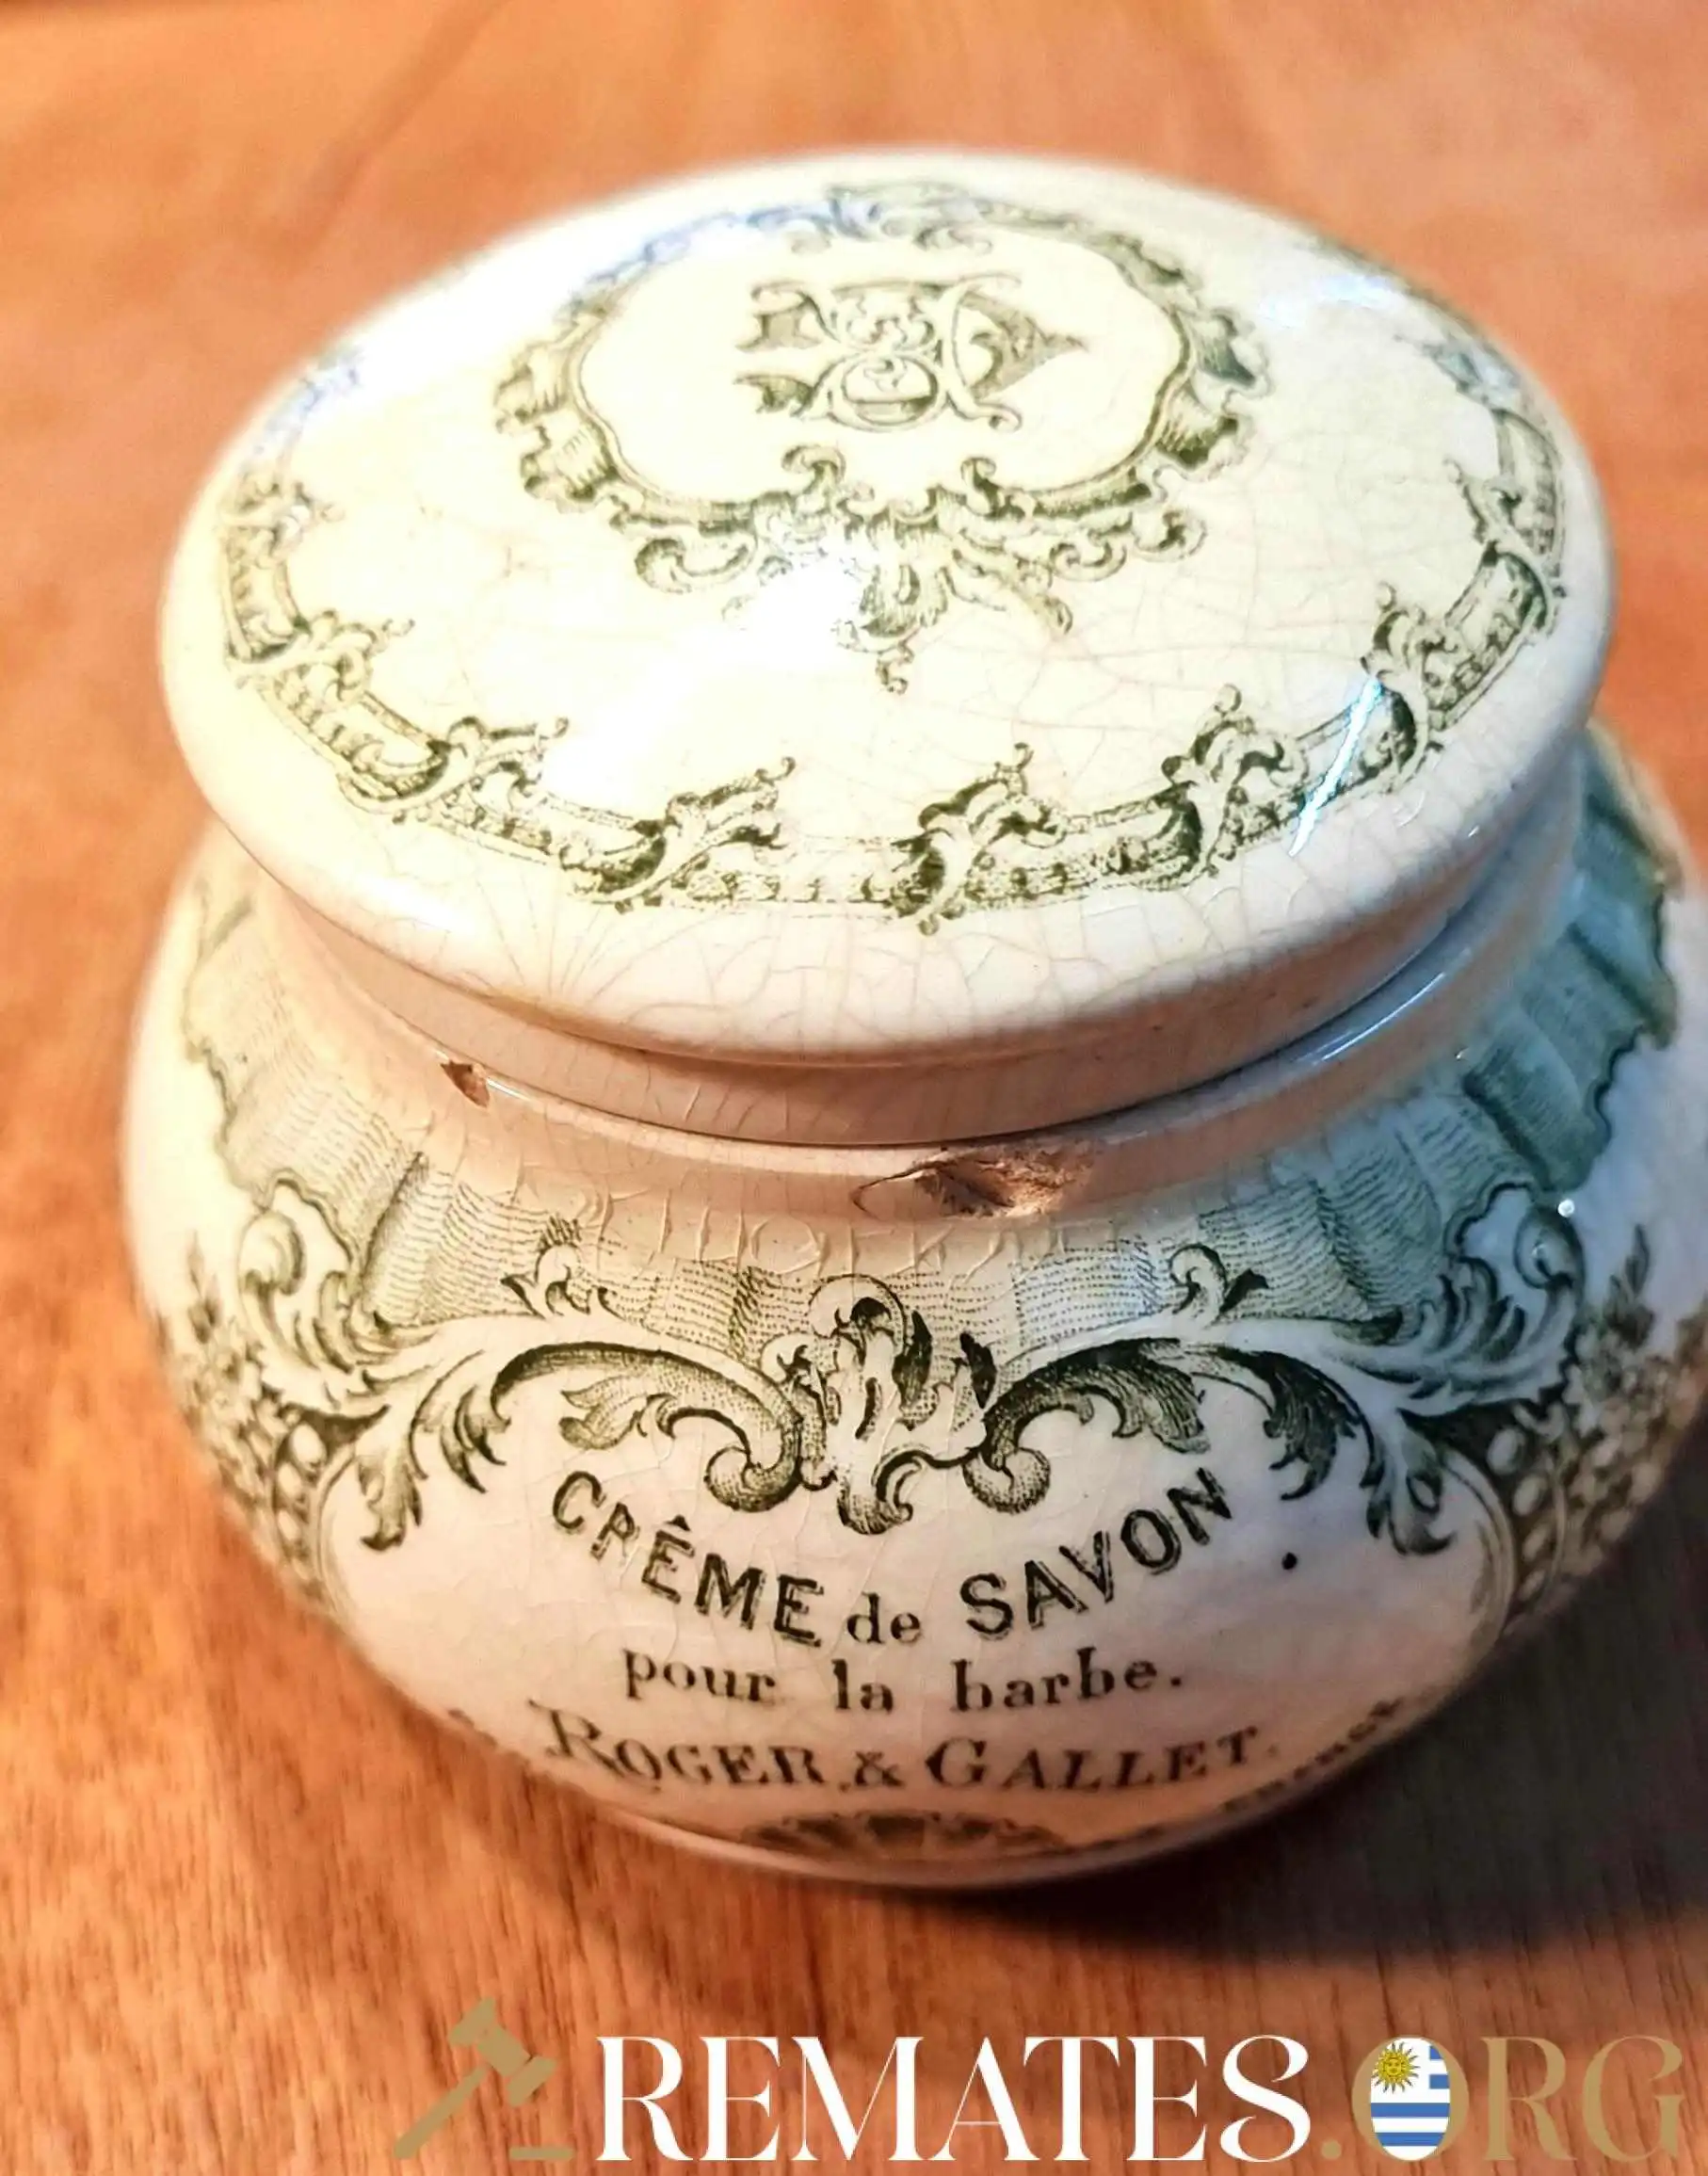 CRÊME de SAVON
pour la barbe.
ROGER & GALLET.
REMATES.ORG